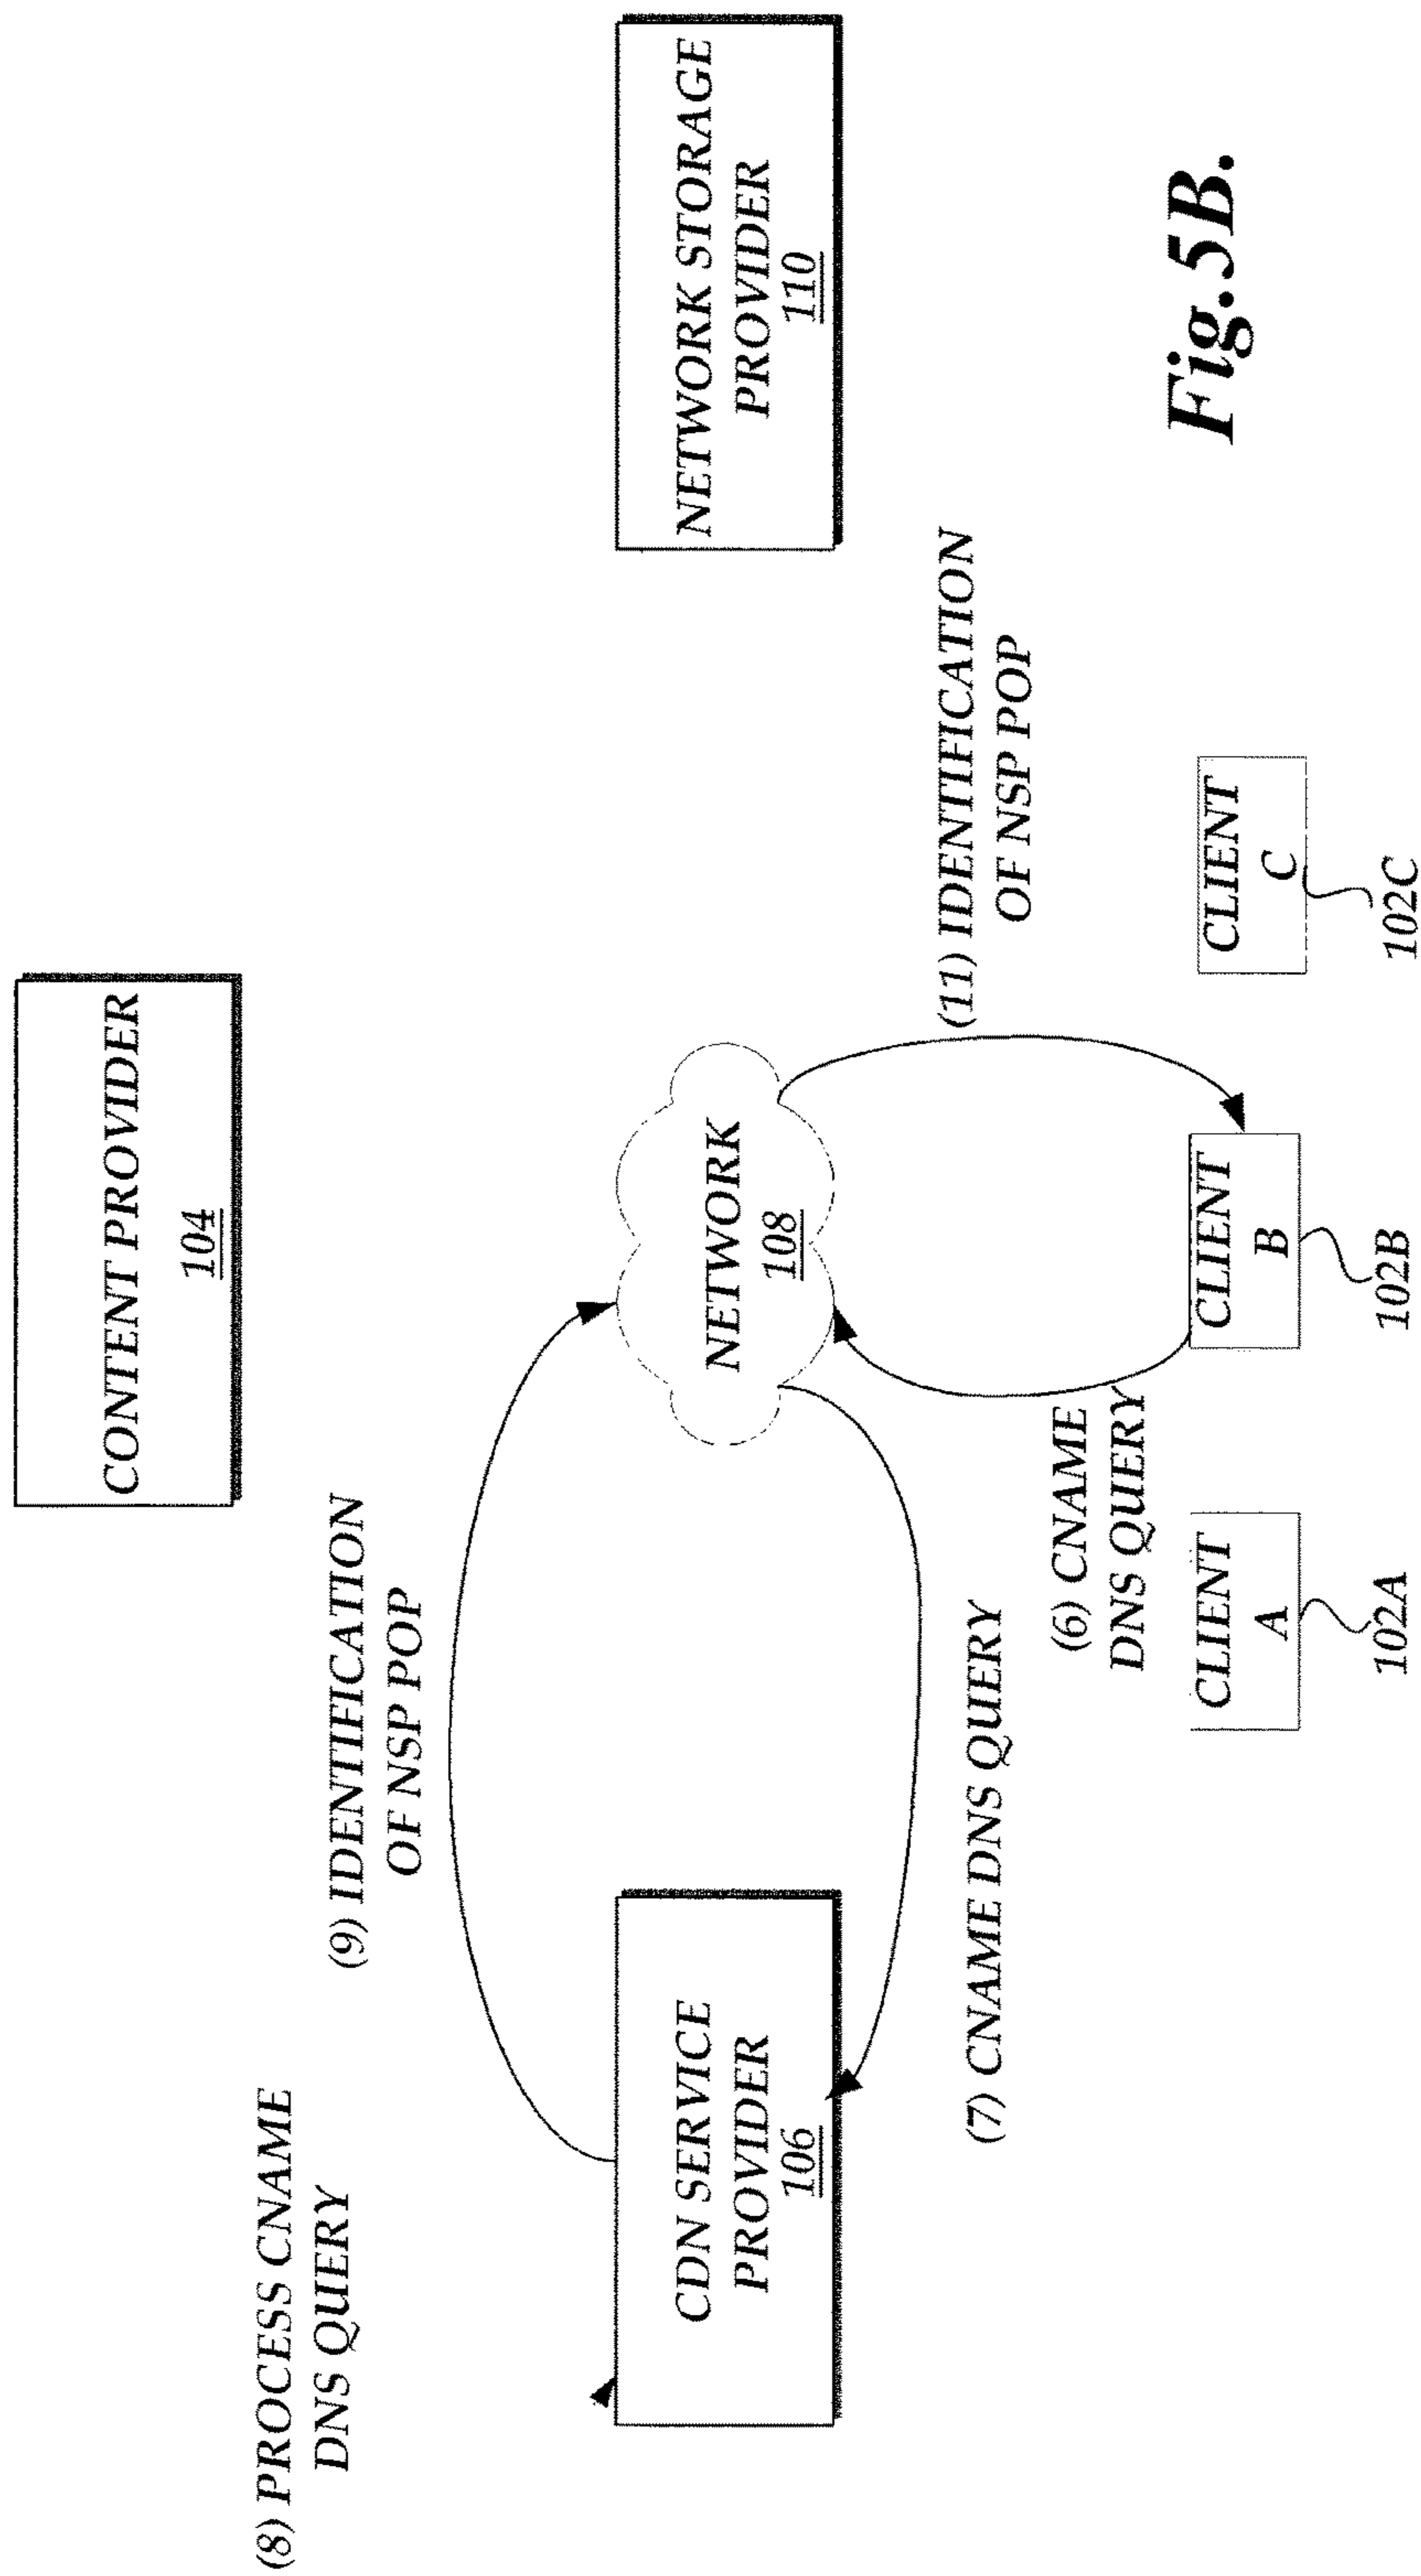 CONTENT PROVIDER
104
(8) PROCESS CNAME
DNS QUERY
(9) IDENTIFICATION
OF NSP POP
CDN SERVICE
PROVIDER
106
NETWORK
108
NETWORK STORAGE
PROVIDER
110
(7) CNAME DNS QUERY
(11) IDENTIFICATION
OF NSP POP
(6) CNAME
DNS QUERY
CLIENT
A
102A
CLIENT
B
102B
CLIENT
C
102C
Fig.5B.